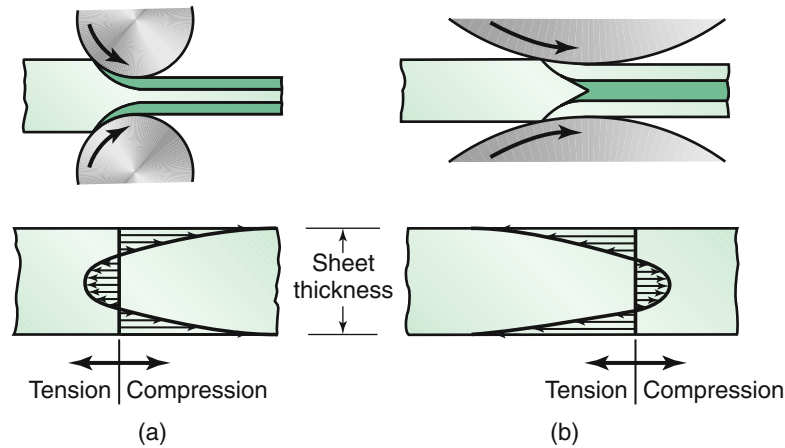 Sheet
thickness
Tension Compression
Tension Compression
(a)
(b)